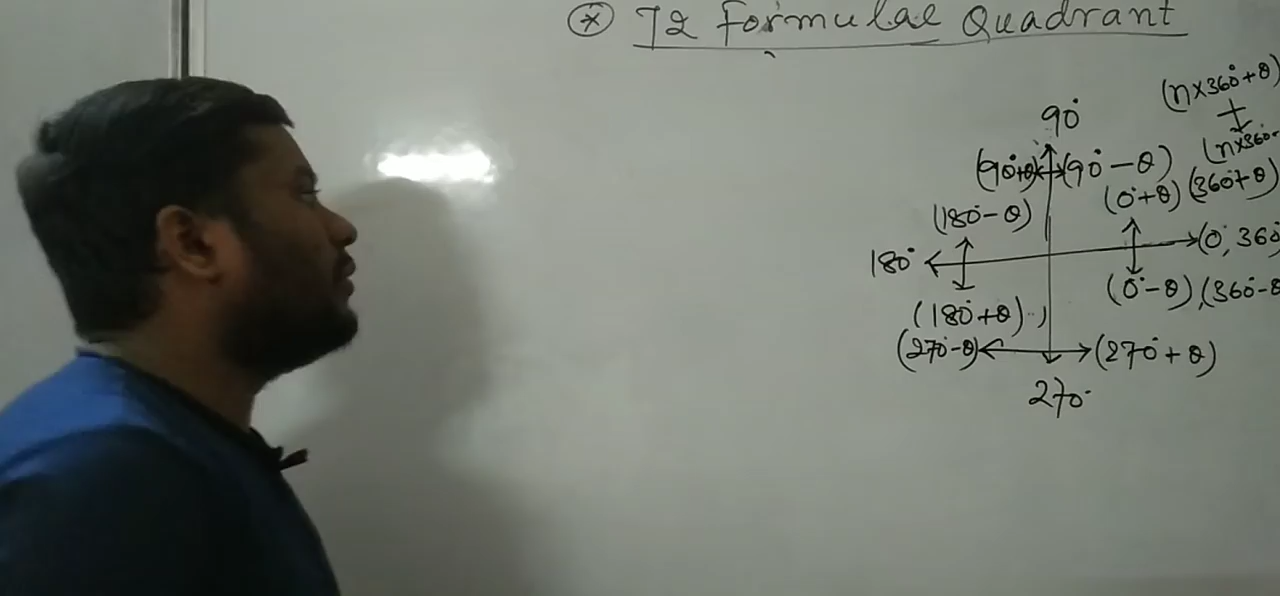 * 72 formulae Quadrant
(n×360°+θ)
90°
(n×360°-
(90°+θ) (90°-θ)
(0°+θ) (360°+θ)
(180°-θ)
180° (0°, 360°
(0°-θ), (360°-θ
(180°+θ)
(270°-θ) (270°+θ)
270°